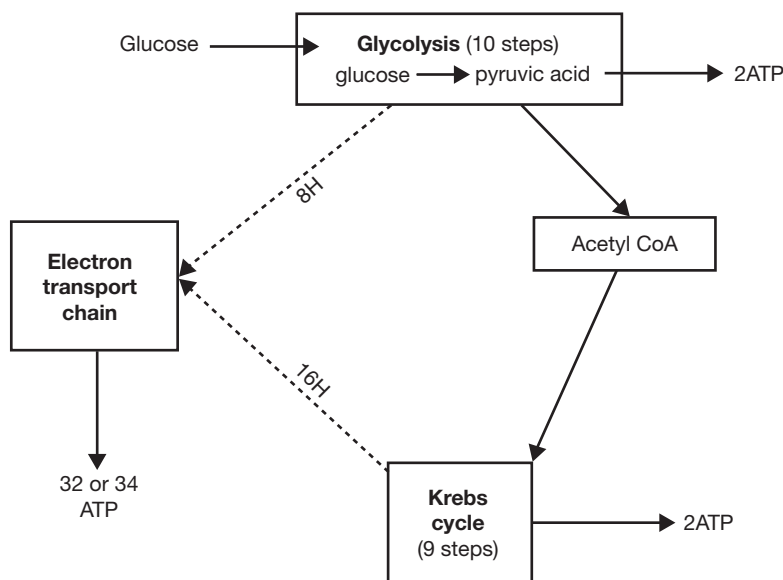 Glucose
Glycolysis (10 steps)
glucose pyruvic acid
2ATP
8H
Acetyl CoA
Electron
transport
chain
16H
32 or 34
ATP
Krebs
cycle
(9 steps)
2ATP